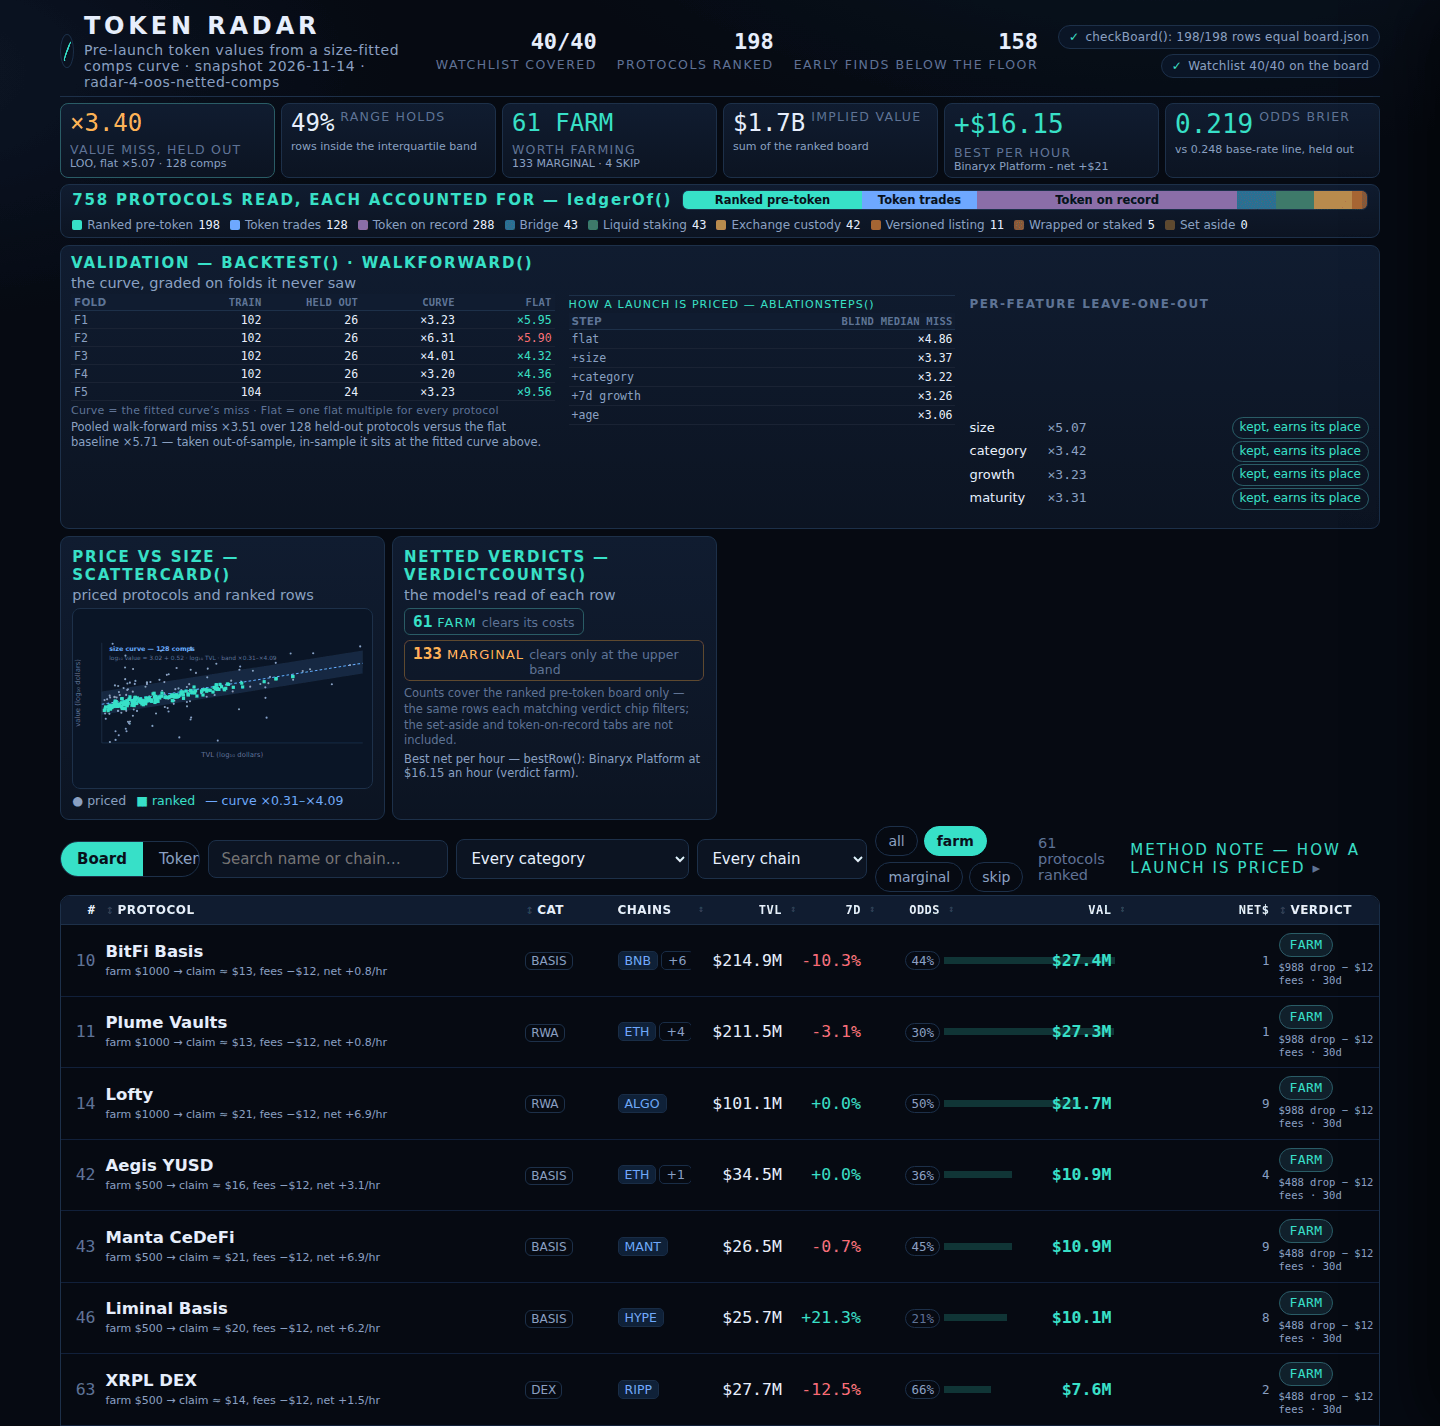 TOKEN RADAR
Pre-launch token values from a size-fitted
comps curve · snapshot 2026-11-14 ·
radar-4-oos-netted-comps
40/40
WATCHLIST COVERED
198
PROTOCOLS RANKED
158
EARLY FINDS BELOW THE FLOOR
✓ checkBoard(): 198/198 rows equal board.json
✓ Watchlist 40/40 on the board
×3.40
VALUE MISS, HELD OUT
LOO, flat ×5.07 · 128 comps
49% RANGE HOLDS
rows inside the interquartile band
61 FARM
WORTH FARMING
133 MARGINAL · 4 SKIP
$1.7B IMPLIED VALUE
sum of the ranked board
+$16.15
BEST PER HOUR
Binaryx Platform - net +$21
0.219 ODDS BRIER
vs 0.248 base-rate line, held out
758 PROTOCOLS READ, EACH ACCOUNTED FOR — ledgerOf()
Ranked pre-token Token trades Token on record
Ranked pre-token 198 Token trades 128 Token on record 288 Bridge 43 Liquid staking 43 Exchange custody 42 Versioned listing 11 Wrapped or staked 5 Set aside 0
VALIDATION — BACKTEST() · WALKFORWARD()
the curve, graded on folds it never saw
FOLD TRAIN HELD OUT CURVE FLAT
F1 102 26 ×3.23 ×5.95
F2 102 26 ×6.31 ×5.90
F3 102 26 ×4.01 ×4.32
F4 102 26 ×3.20 ×4.36
F5 104 24 ×3.23 ×9.56
Curve = the fitted curve's miss · Flat = one flat multiple for every protocol
Pooled walk-forward miss ×3.51 over 128 held-out protocols versus the flat
baseline ×5.71 — taken out-of-sample, in-sample it sits at the fitted curve above.
HOW A LAUNCH IS PRICED — ABLATIONSTEPS()
STEP BLIND MEDIAN MISS
flat ×4.86
+size ×3.37
+category ×3.22
+7d growth ×3.26
+age ×3.06
PER-FEATURE LEAVE-ONE-OUT
size ×5.07 kept, earns its place
category ×3.42 kept, earns its place
growth ×3.23 kept, earns its place
maturity ×3.31 kept, earns its place
PRICE VS SIZE —
SCATTERCARD()
priced protocols and ranked rows
size curve — 128 comps
log₁₀ value = 3.02 + 0.52 · log₁₀ TVL · band ×0.31–×4.09
value (log₁₀ dollars)
TVL (log₁₀ dollars)
● priced ■ ranked — curve ×0.31–×4.09
NETTED VERDICTS —
VERDICTCOUNTS()
the model's read of each row
61 FARM clears its costs
133 MARGINAL clears only at the upper
band
Counts cover the ranked pre-token board only —
the same rows each matching verdict chip filters;
the set-aside and token-on-record tabs are not
included.
Best net per hour — bestRow(): Binaryx Platform at
$16.15 an hour (verdict farm).
Board Token
Search name or chain…
Every category
Every chain
all farm
marginal skip
61
protocols
ranked
METHOD NOTE — HOW A
LAUNCH IS PRICED ▸
# ↕ PROTOCOL ↕ CAT CHAINS ↕ TVL ↕ 7D ↕ ODDS ↕ VAL ↕ NET$ ↕ VERDICT
10 BitFi Basis BASIS BNB +6 $214.9M -10.3% 44% $27.4M 1 FARM
farm $1000 → claim ≈ $13, fees −$12, net +0.8/hr
$988 drop − $12
fees · 30d
11 Plume Vaults RWA ETH +4 $211.5M -3.1% 30% $27.3M 1 FARM
farm $1000 → claim ≈ $13, fees −$12, net +0.8/hr
$988 drop − $12
fees · 30d
14 Lofty RWA ALGO $101.1M +0.0% 50% $21.7M 9 FARM
farm $1000 → claim ≈ $21, fees −$12, net +6.9/hr
$988 drop − $12
fees · 30d
42 Aegis YUSD BASIS ETH +1 $34.5M +0.0% 36% $10.9M 4 FARM
farm $500 → claim ≈ $16, fees −$12, net +3.1/hr
$488 drop − $12
fees · 30d
43 Manta CeDeFi BASIS MANT $26.5M -0.7% 45% $10.9M 9 FARM
farm $500 → claim ≈ $21, fees −$12, net +6.9/hr
$488 drop − $12
fees · 30d
46 Liminal Basis BASIS HYPE $25.7M +21.3% 21% $10.1M 8 FARM
farm $500 → claim ≈ $20, fees −$12, net +6.2/hr
$488 drop − $12
fees · 30d
63 XRPL DEX DEX RIPP $27.7M -12.5% 66% $7.6M 2 FARM
farm $500 → claim ≈ $14, fees −$12, net +1.5/hr
$488 drop − $12
fees · 30d